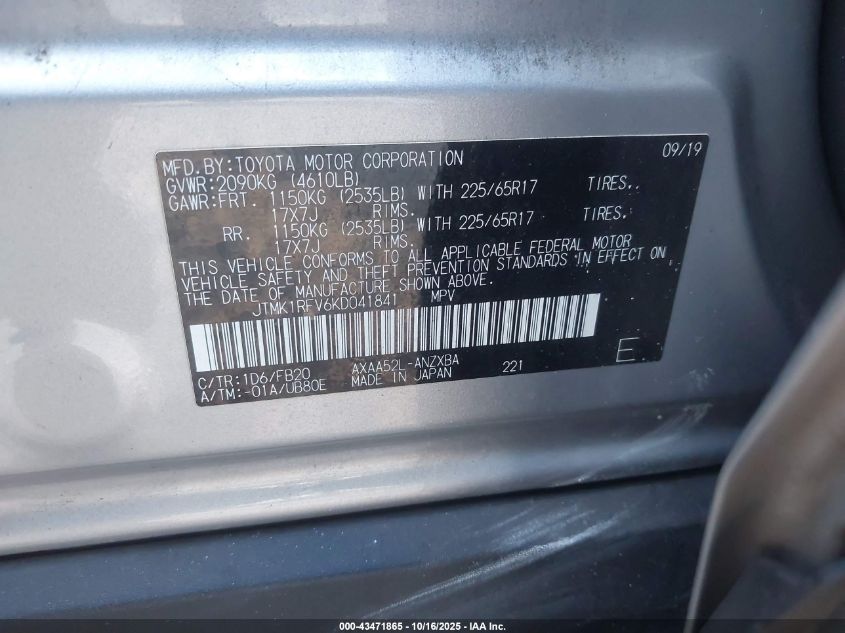 MFD.BY:TOYOTA MOTOR CORPORATION 09/19
GVWR:2090KG (4610LB)
GAWR:FRT. 1150KG (2535LB) WITH 225/65R17 TIRES,
17X7J RIMS.
RR. 1150KG (2535LB) WITH 225/65R17 TIRES,
17X7J RIMS.
THIS VEHICLE CONFORMS TO ALL APPLICABLE FEDERAL MOTOR
VEHICLE SAFETY AND THEFT PREVENTION STANDARDS IN EFFECT ON
THE DATE OF MANUFACTURE SHOWN ABOVE.
JTMK1RFV6KD041841 MPV
C/TR:1D6/FB20 AXAA52L-ANZXBA 221 E
A/TM:-01A/UB80E MADE IN JAPAN
000-43471865 - 10/16/2025 - IAA Inc.